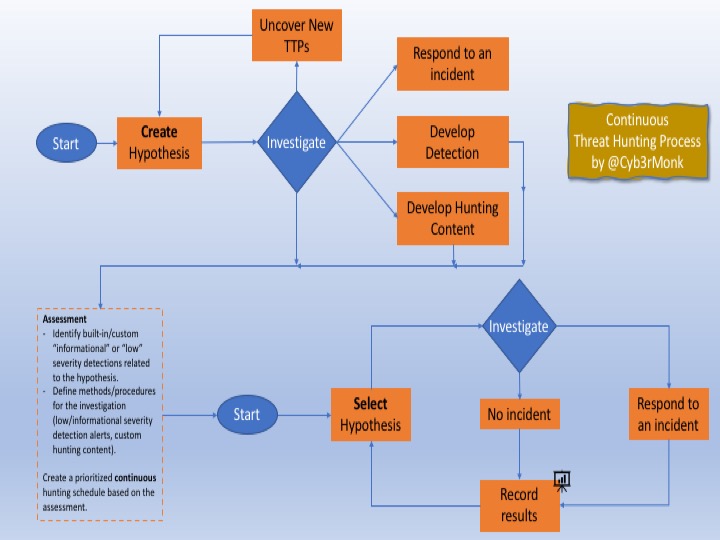 Uncover New
TTPs
Respond to an
incident
Continuous
Threat Hunting Process
by @Cyb3rMonk
Start
Create
Hypothesis
Investigate
Develop
Detection
Develop Hunting
Content
Assessment
- Identify built-in/custom
"informational" or "low"
severity detections related
to the hypothesis.
- Define methods/procedures
for the investigation
(low/informational severity
detection alerts, custom
hunting content).
Create a prioritized continuous
hunting schedule based on the
assessment.
Start
Select
Hypothesis
Investigate
No incident
Respond to
an incident
Record
results